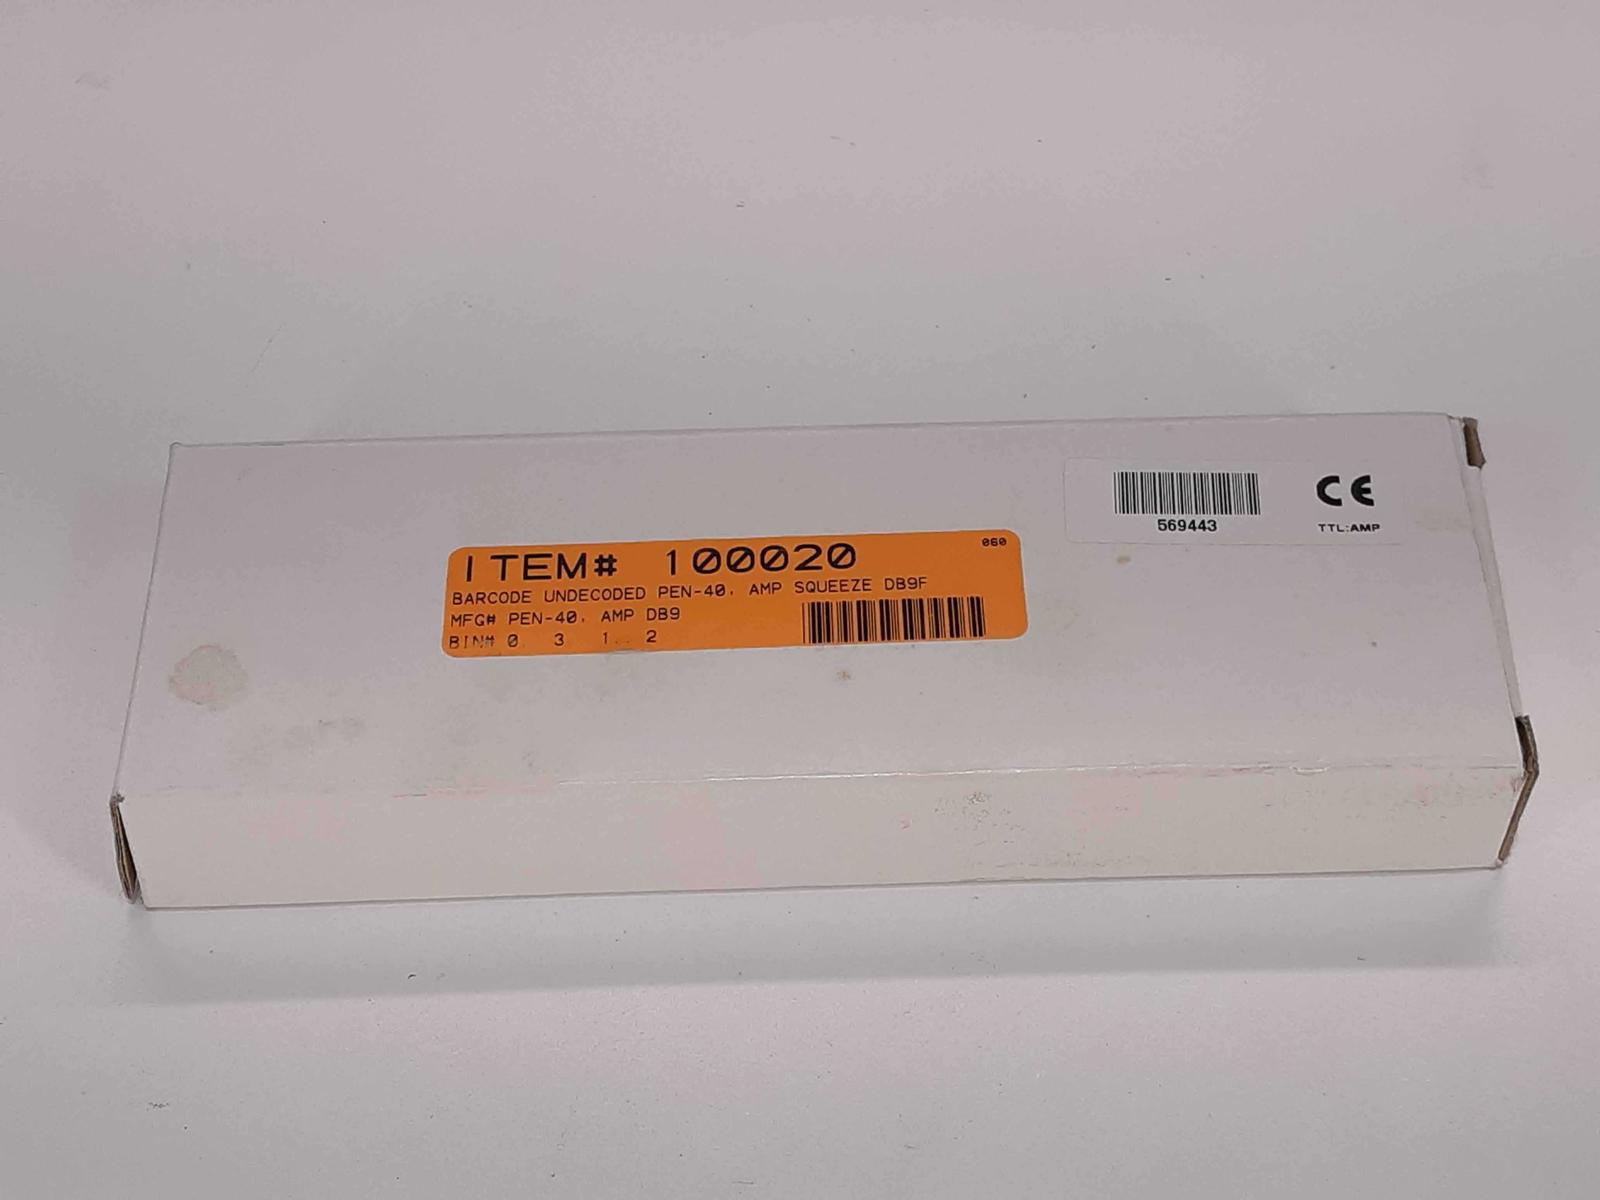 569443
CE
TTL:AMP
060
ITEM# 100020
BARCODE UNDECODED PEN-40, AMP SQUEEZE DB9F
MFG# PEN-40, AMP DB9
BIN# 0. 3 1.. 2